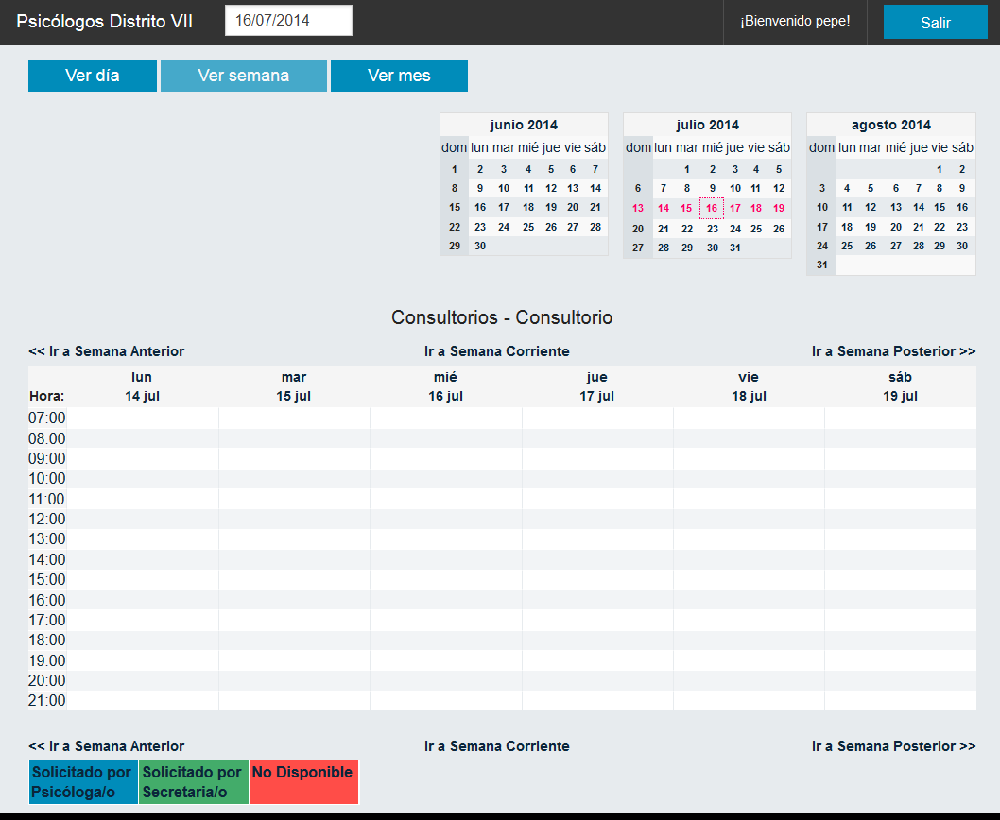 Psicólogos Distrito VII 16/07/2014 ¡Bienvenido pepe! Salir
Ver día Ver semana Ver mes
junio 2014
dom lun mar mié jue vie sáb
1 2 3 4 5 6 7
8 9 10 11 12 13 14
15 16 17 18 19 20 21
22 23 24 25 26 27 28
29 30
julio 2014
dom lun mar mié jue vie sáb
1 2 3 4 5
6 7 8 9 10 11 12
13 14 15 16 17 18 19
20 21 22 23 24 25 26
27 28 29 30 31
agosto 2014
dom lun mar mié jue vie sáb
1 2
3 4 5 6 7 8 9
10 11 12 13 14 15 16
17 18 19 20 21 22 23
24 25 26 27 28 29 30
31
Consultorios - Consultorio
<< Ir a Semana Anterior Ir a Semana Corriente Ir a Semana Posterior >>
lun mar mié jue vie sáb
Hora: 14 jul 15 jul 16 jul 17 jul 18 jul 19 jul
07:00
08:00
09:00
10:00
11:00
12:00
13:00
14:00
15:00
16:00
17:00
18:00
19:00
20:00
21:00
<< Ir a Semana Anterior Ir a Semana Corriente Ir a Semana Posterior >>
Solicitado por Solicitado por No Disponible
Psicóloga/o Secretaria/o